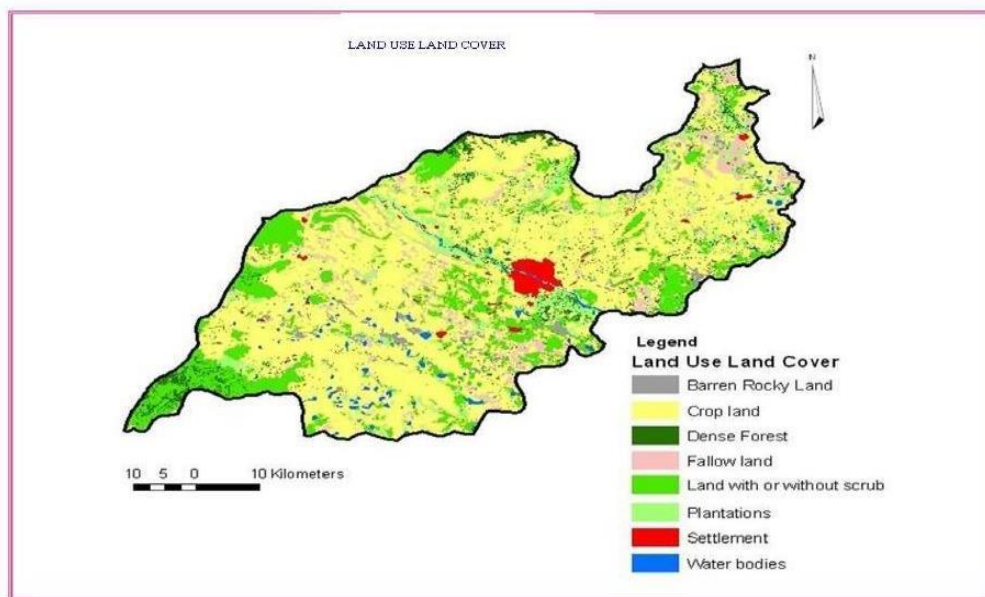 LAND USE LAND COVER
N
Legend
Land Use Land Cover
Barren Rocky Land
Crop land
Dense Forest
Fallow land
Land with or without scrub
Plantations
Settlement
Water bodies
10 5 0 10 Kilometers